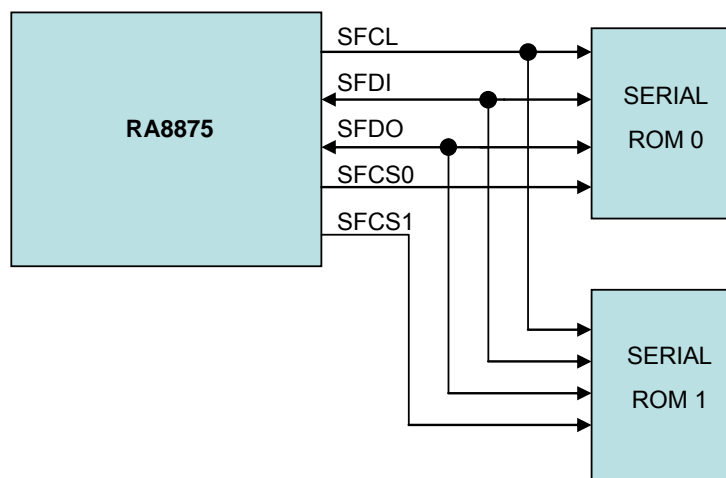 SFCL
SFDI
RA8875
SFDO
SFCS0
SFCS1
SERIAL
ROM 0
SERIAL
ROM 1